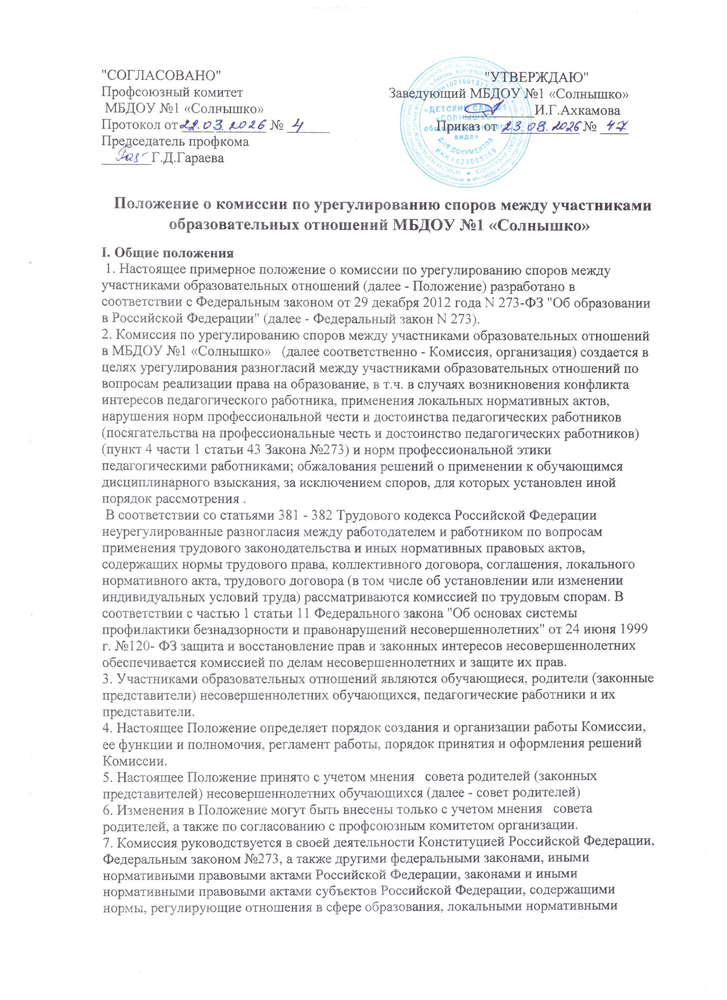 "СОГЛАСОВАНО"
Профсоюзный комитет
МБДОУ №1 «Солнышко»
Протокол от 22.03.2026 № 4
Председатель профкома
Г.Д.Гараева
"УТВЕРЖДАЮ"
Заведующий МБДОУ №1 «Солнышко»
И.Г.Ахкамова
Приказ от 23.03.2026 № 47
«ДЕТСКИЙ САД №1
«СОЛНЫШКО»
вида»
ДЛЯ ДОКУМЕНТОВ
ИНН 1636003369
Положение о комиссии по урегулированию споров между участниками
образовательных отношений МБДОУ №1 «Солнышко»
I. Общие положения
1. Настоящее примерное положение о комиссии по урегулированию споров между
участниками образовательных отношений (далее - Положение) разработано в
соответствии с Федеральным законом от 29 декабря 2012 года N 273-ФЗ "Об образовании
в Российской Федерации" (далее - Федеральный закон N 273).
2. Комиссия по урегулированию споров между участниками образовательных отношений
в МБДОУ №1 «Солнышко» (далее соответственно - Комиссия, организация) создается в
целях урегулирования разногласий между участниками образовательных отношений по
вопросам реализации права на образование, в т.ч. в случаях возникновения конфликта
интересов педагогического работника, применения локальных нормативных актов,
нарушения норм профессиональной чести и достоинства педагогических работников
(посягательства на профессиональные честь и достоинство педагогических работников)
(пункт 4 части 1 статьи 43 Закона №273) и норм профессиональной этики
педагогическими работниками; обжалования решений о применении к обучающимся
дисциплинарного взыскания, за исключением споров, для которых установлен иной
порядок рассмотрения .
В соответствии со статьями 381 - 382 Трудового кодекса Российской Федерации
неурегулированные разногласия между работодателем и работником по вопросам
применения трудового законодательства и иных нормативных правовых актов,
содержащих нормы трудового права, коллективного договора, соглашения, локального
нормативного акта, трудового договора (в том числе об установлении или изменении
индивидуальных условий труда) рассматриваются комиссией по трудовым спорам. В
соответствии с частью 1 статьи 11 Федерального закона "Об основах системы
профилактики безнадзорности и правонарушений несовершеннолетних" от 24 июня 1999
г. №120- ФЗ защита и восстановление прав и законных интересов несовершеннолетних
обеспечивается комиссией по делам несовершеннолетних и защите их прав.
3. Участниками образовательных отношений являются обучающиеся, родители (законные
представители) несовершеннолетних обучающихся, педагогические работники и их
представители.
4. Настоящее Положение определяет порядок создания и организации работы Комиссии,
ее функции и полномочия, регламент работы, порядок принятия и оформления решений
Комиссии.
5. Настоящее Положение принято с учетом мнения совета родителей (законных
представителей) несовершеннолетних обучающихся (далее - совет родителей)
6. Изменения в Положение могут быть внесены только с учетом мнения совета
родителей, а также по согласованию с профсоюзным комитетом организации.
7. Комиссия руководствуется в своей деятельности Конституцией Российской Федерации,
Федеральным законом №273, а также другими федеральными законами, иными
нормативными правовыми актами Российской Федерации, законами и иными
нормативными правовыми актами субъектов Российской Федерации, содержащими
нормы, регулирующие отношения в сфере образования, локальными нормативными